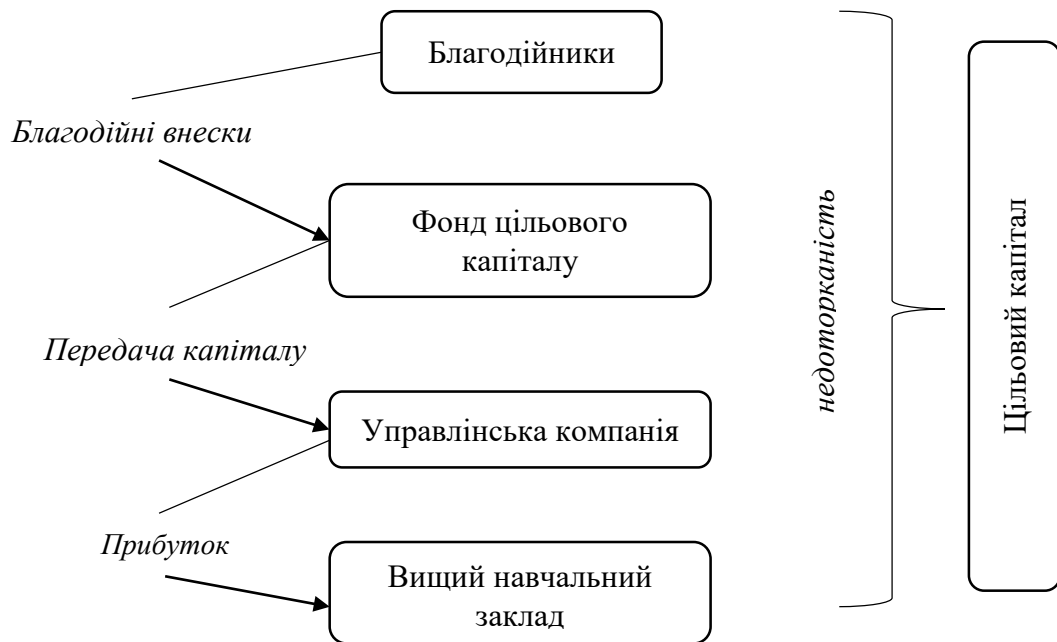 Благодійники
Благодійні внески
Фонд цільового
капіталу
Передача капіталу
Управлінська компанія
Прибуток
Вищий навчальний
заклад
недоторканість
Цільовий капітал